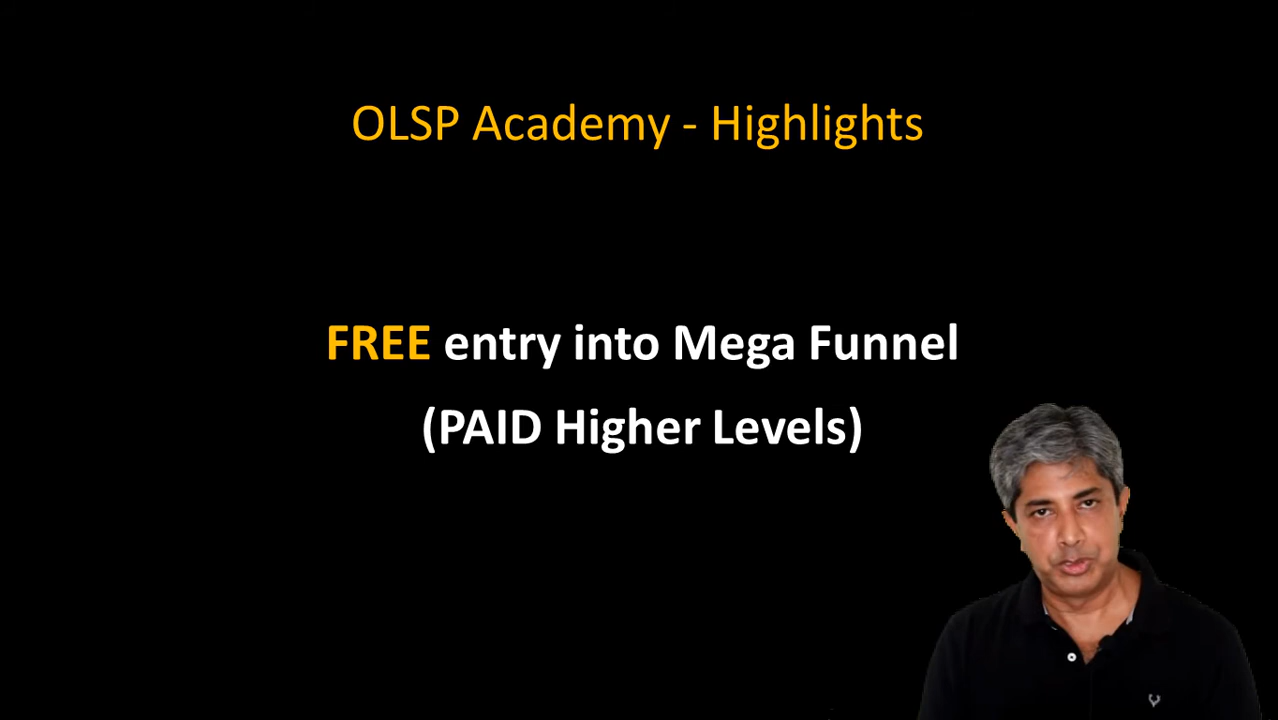 OLSP Academy - Highlights
FREE entry into Mega Funnel
(PAID Higher Levels)